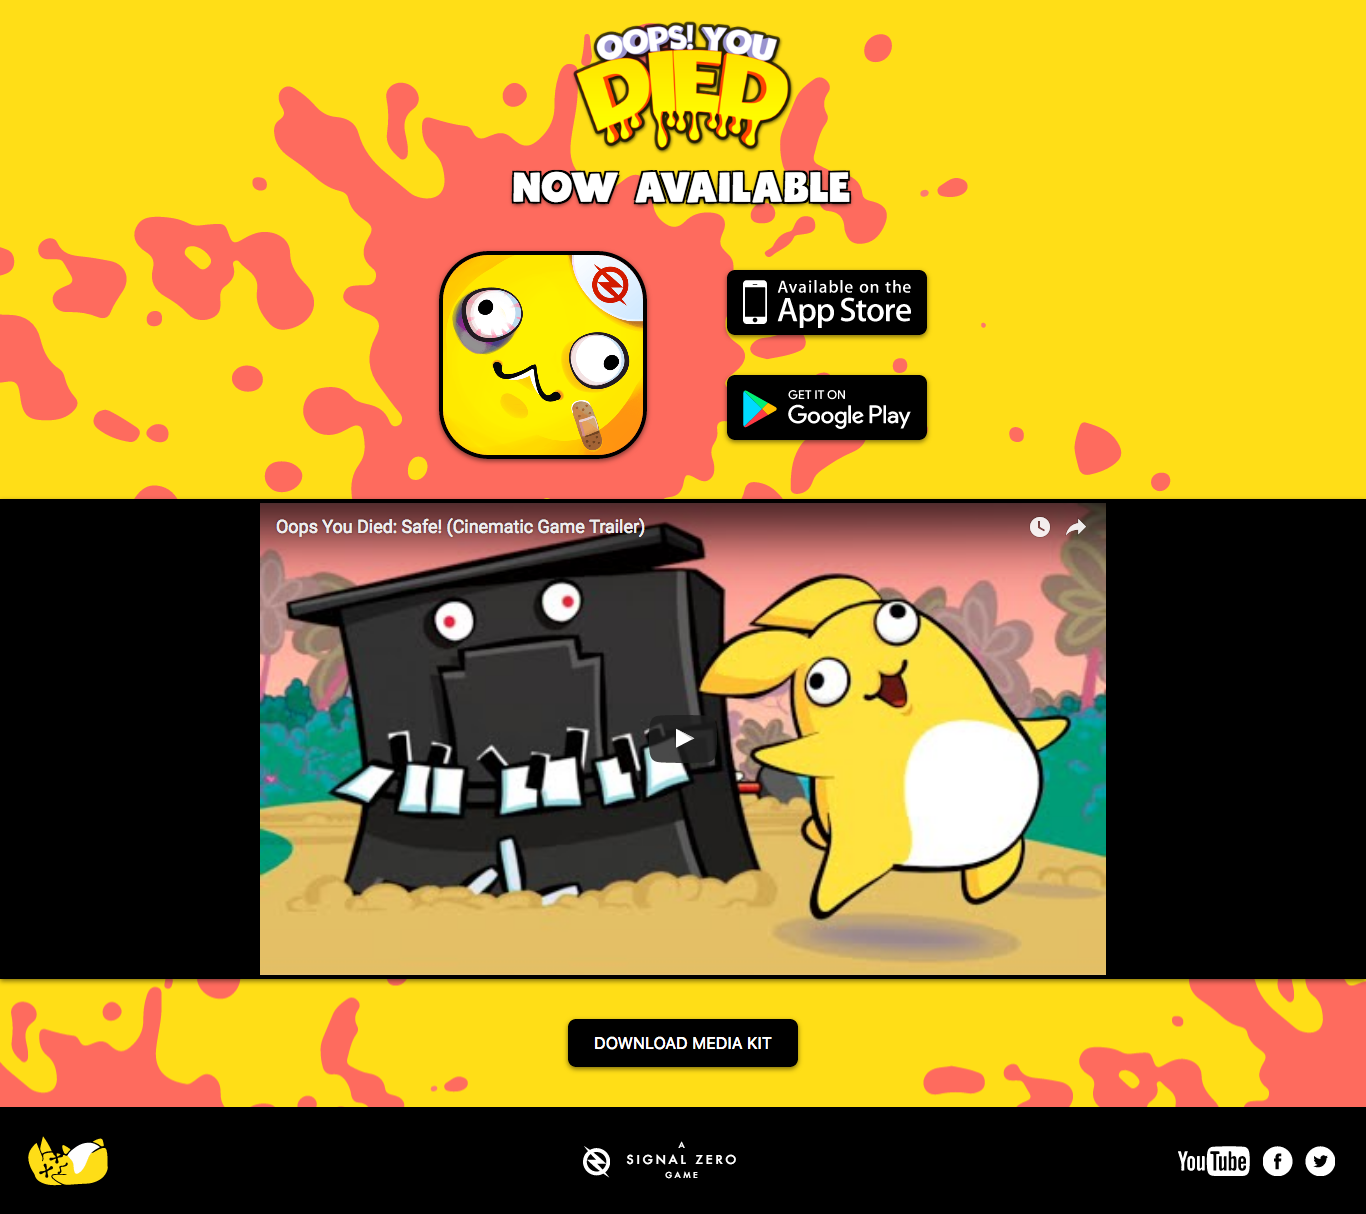 OOPS! YOU
DIED
NOW AVAILABLE
Available on the
App Store
GET IT ON
Google Play
Oops You Died: Safe! (Cinematic Game Trailer)
DOWNLOAD MEDIA KIT
A
SIGNAL ZERO
GAME
YouTube